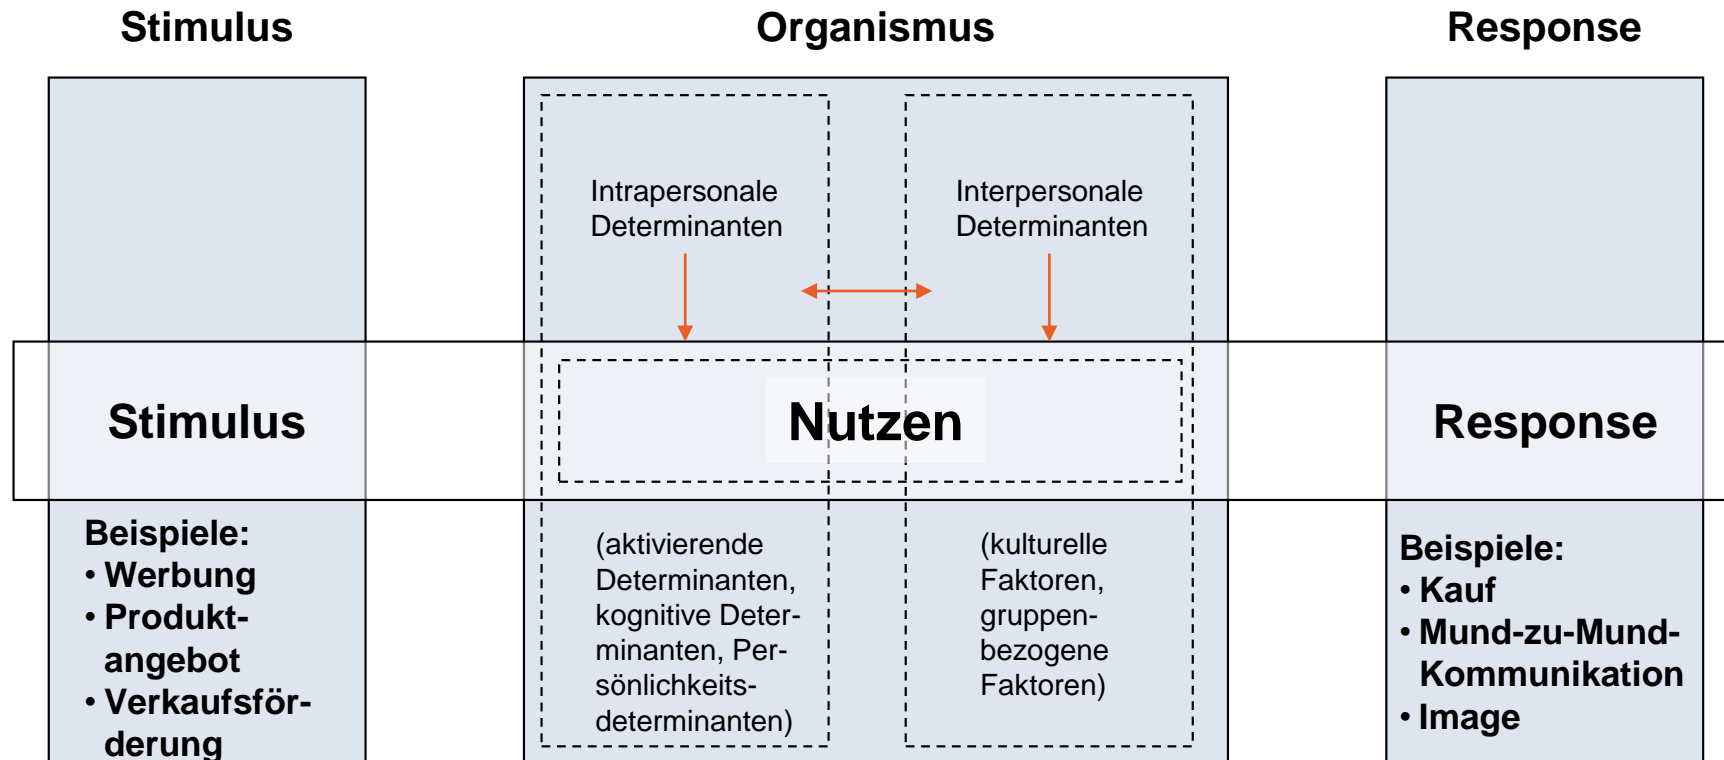 Stimulus
Organismus
Response
Intrapersonale
Determinanten
Interpersonale
Determinanten
Stimulus
Nutzen
Response
Beispiele:
• Werbung
• Produkt-
angebot
• Verkaufsför-
derung
(aktivierende
Determinanten,
kognitive Deter-
minanten, Per-
sönlichkeits-
determinanten)
(kulturelle
Faktoren,
gruppen-
bezogene
Faktoren)
Beispiele:
• Kauf
• Mund-zu-Mund-
Kommunikation
• Image